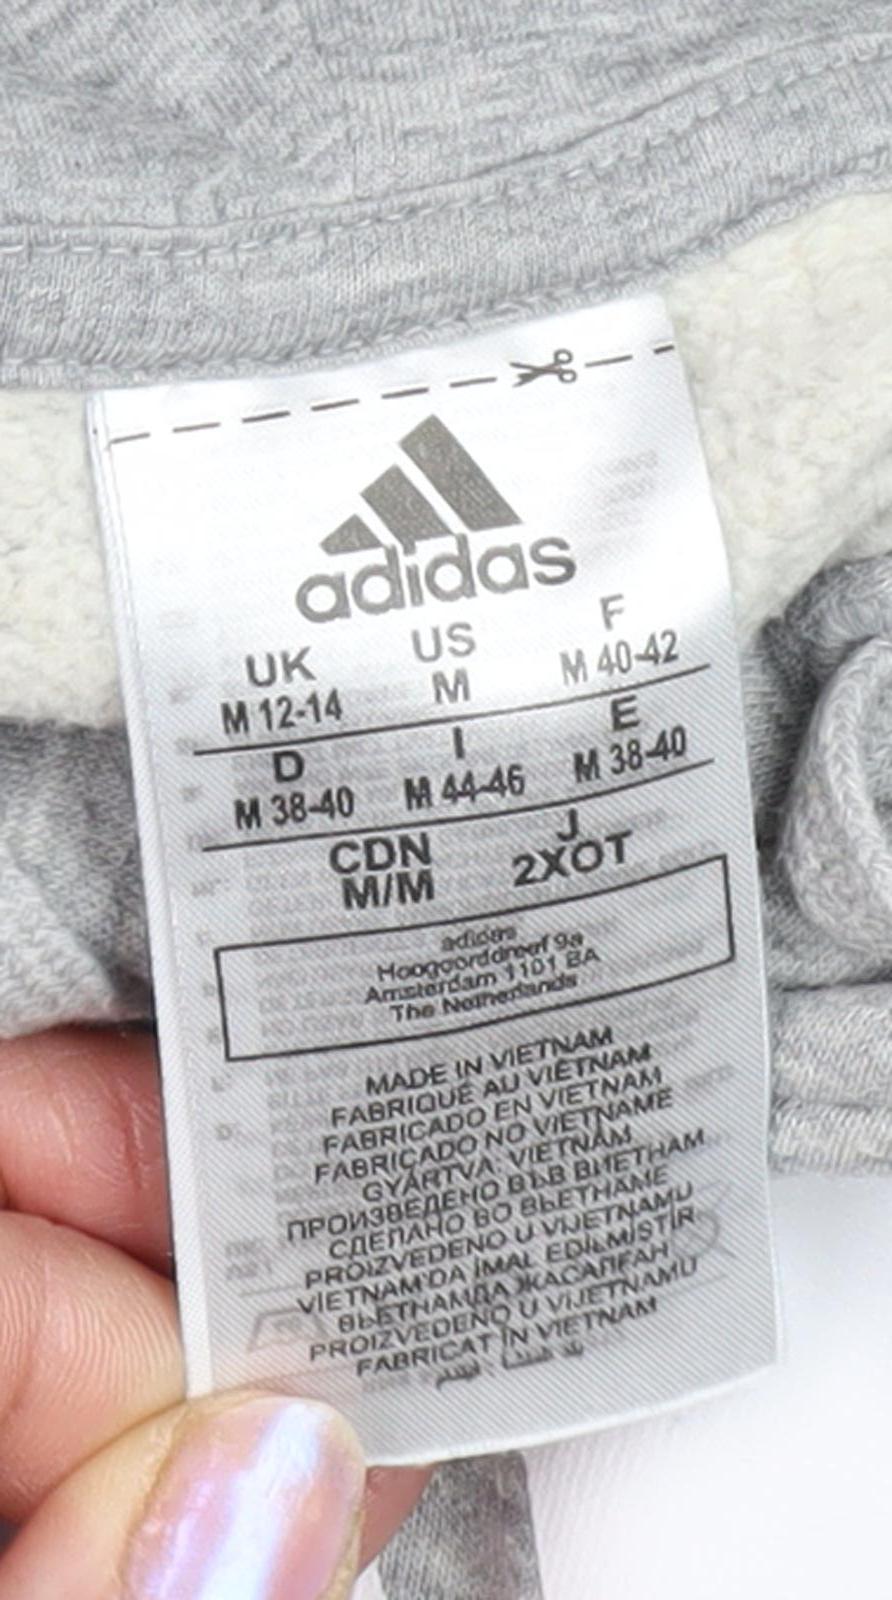 adidas
UK US F
M 12-14 M M 40-42
D I E
M 38-40 M 44-46 M 38-40
CDN J
M/M 2XOT
adidas
Hoogoorddreef 9a
Amsterdam 1101 BA
The Netherlands
MADE IN VIETNAM
FABRIQUÉ AU VIETNAM
FABRICADO EN VIETNAM
FABRICADO NO VIETNAME
GYÁRTVA: VIETNÁM
ПРОИЗВЕДЕНО ВЪВ ВИЕТНАМ
СДЕЛАНО ВО ВЬЕТНАМЕ
PROIZVEDENO U VIJETNAMU
VIETNAM'DA İMAL EDİLMİŞTİR
ВЬЕТНАМДА ЖАСАЛҒАН
PROIZVEDENO U VIJETNAMU
FABRICAT ÎN VIETNAM